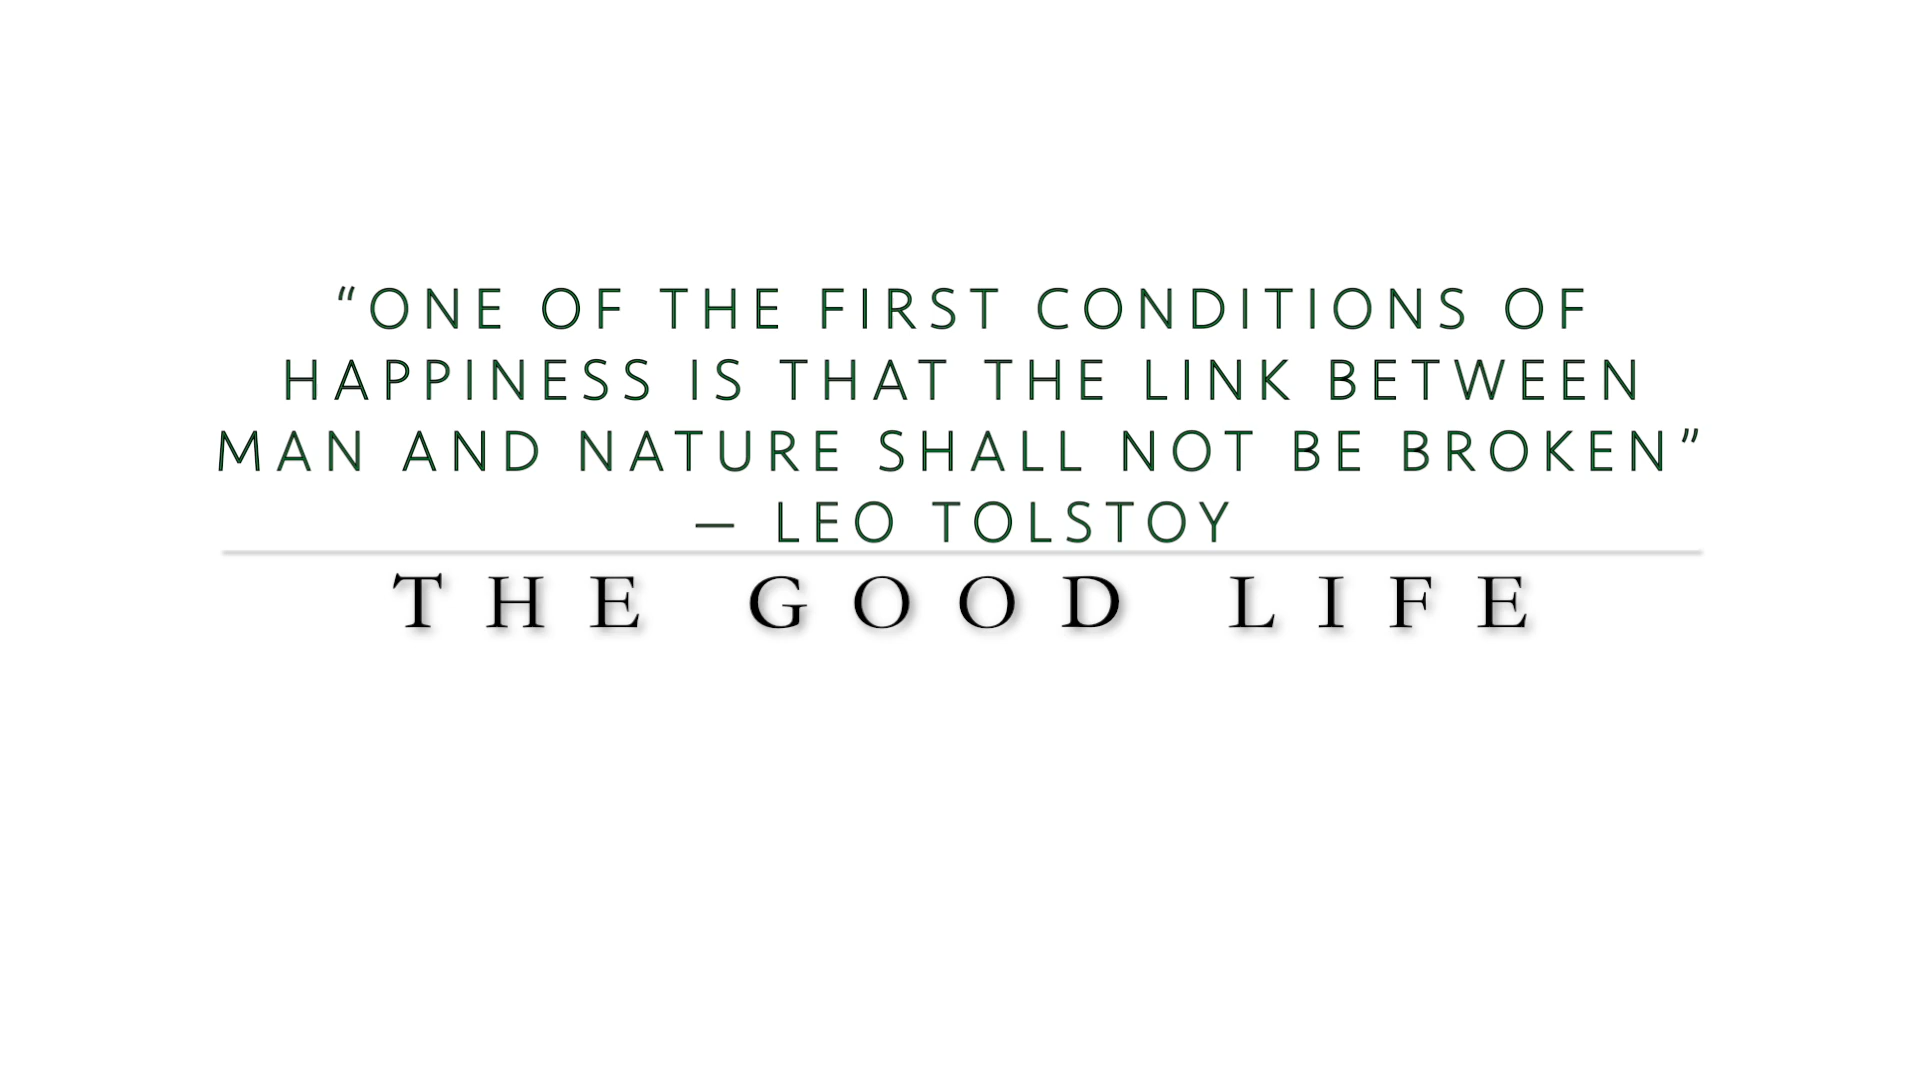 “ONE OF THE FIRST CONDITIONS OF
HAPPINESS IS THAT THE LINK BETWEEN
MAN AND NATURE SHALL NOT BE BROKEN”
– LEO TOLSTOY
THE GOOD LIFE